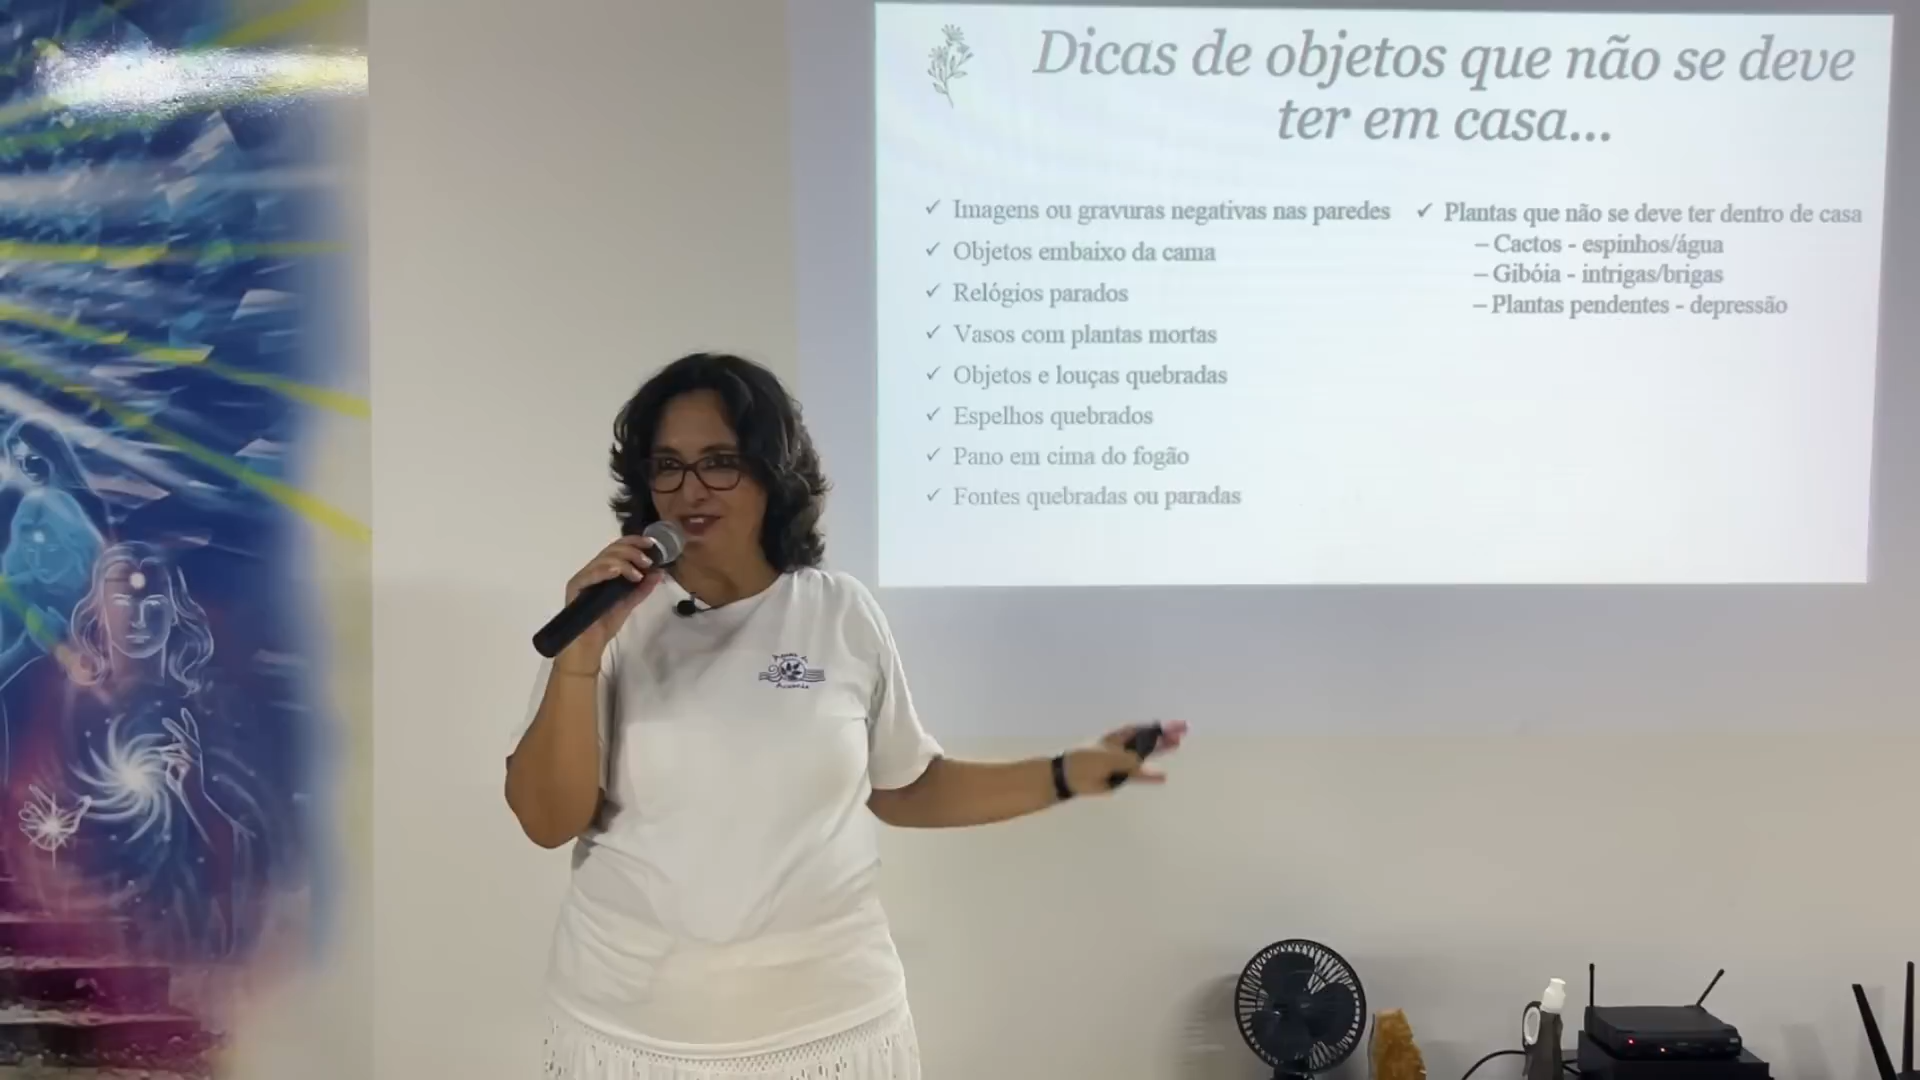 Dicas de objetos que não se deve
ter em casa...
✓ Imagens ou gravuras negativas nas paredes
✓ Objetos embaixo da cama
✓ Relógios parados
✓ Vasos com plantas mortas
✓ Objetos e louças quebradas
✓ Espelhos quebrados
✓ Pano em cima do fogão
✓ Fontes quebradas ou paradas
✓ Plantas que não se deve ter dentro de casa
– Cactos - espinhos/água
– Gibóia - intrigas/brigas
– Plantas pendentes - depressão